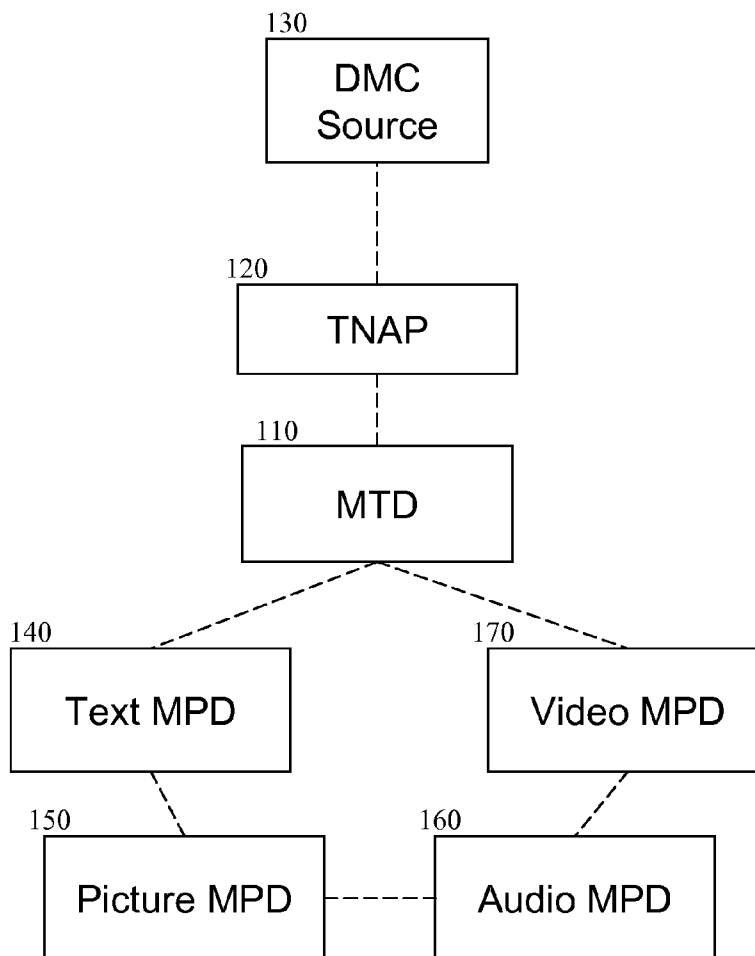 130
DMC
Source
120
TNAP
110
MTD
140
Text MPD
170
Video MPD
150
Picture MPD
160
Audio MPD